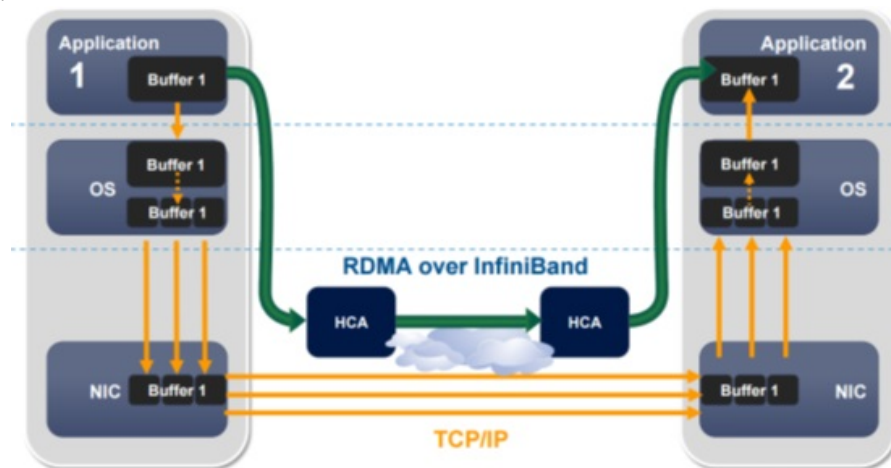 Application
1
Buffer 1
Application
2
Buffer 1
Buffer 1
OS
Buffer 1
Buffer 1
OS
Buffer 1
RDMA over InfiniBand
HCA
HCA
NIC
Buffer 1
Buffer 1
NIC
TCP/IP